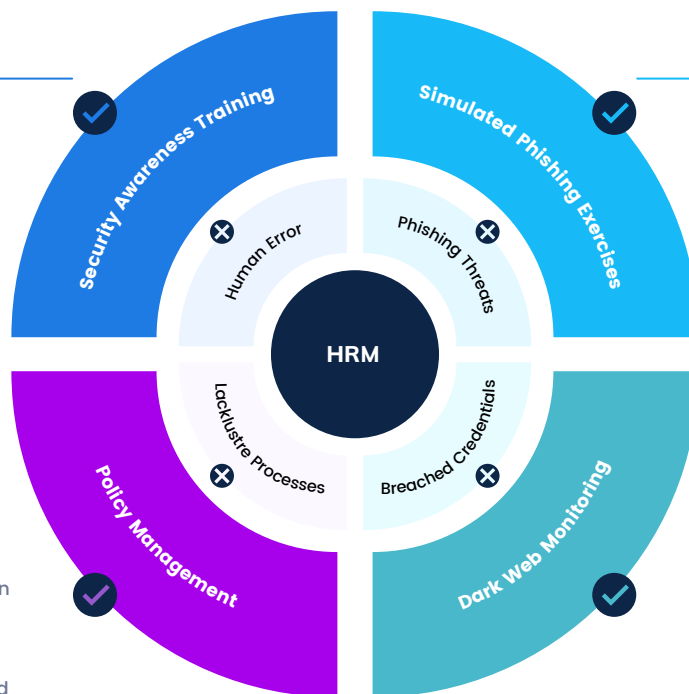 Security Awareness Training
Simulated Phishing Exercises
Human Error
Phishing Threats
HRM
Lacklustre Processes
Breached Credentials
Policy Management
Dark Web Monitoring